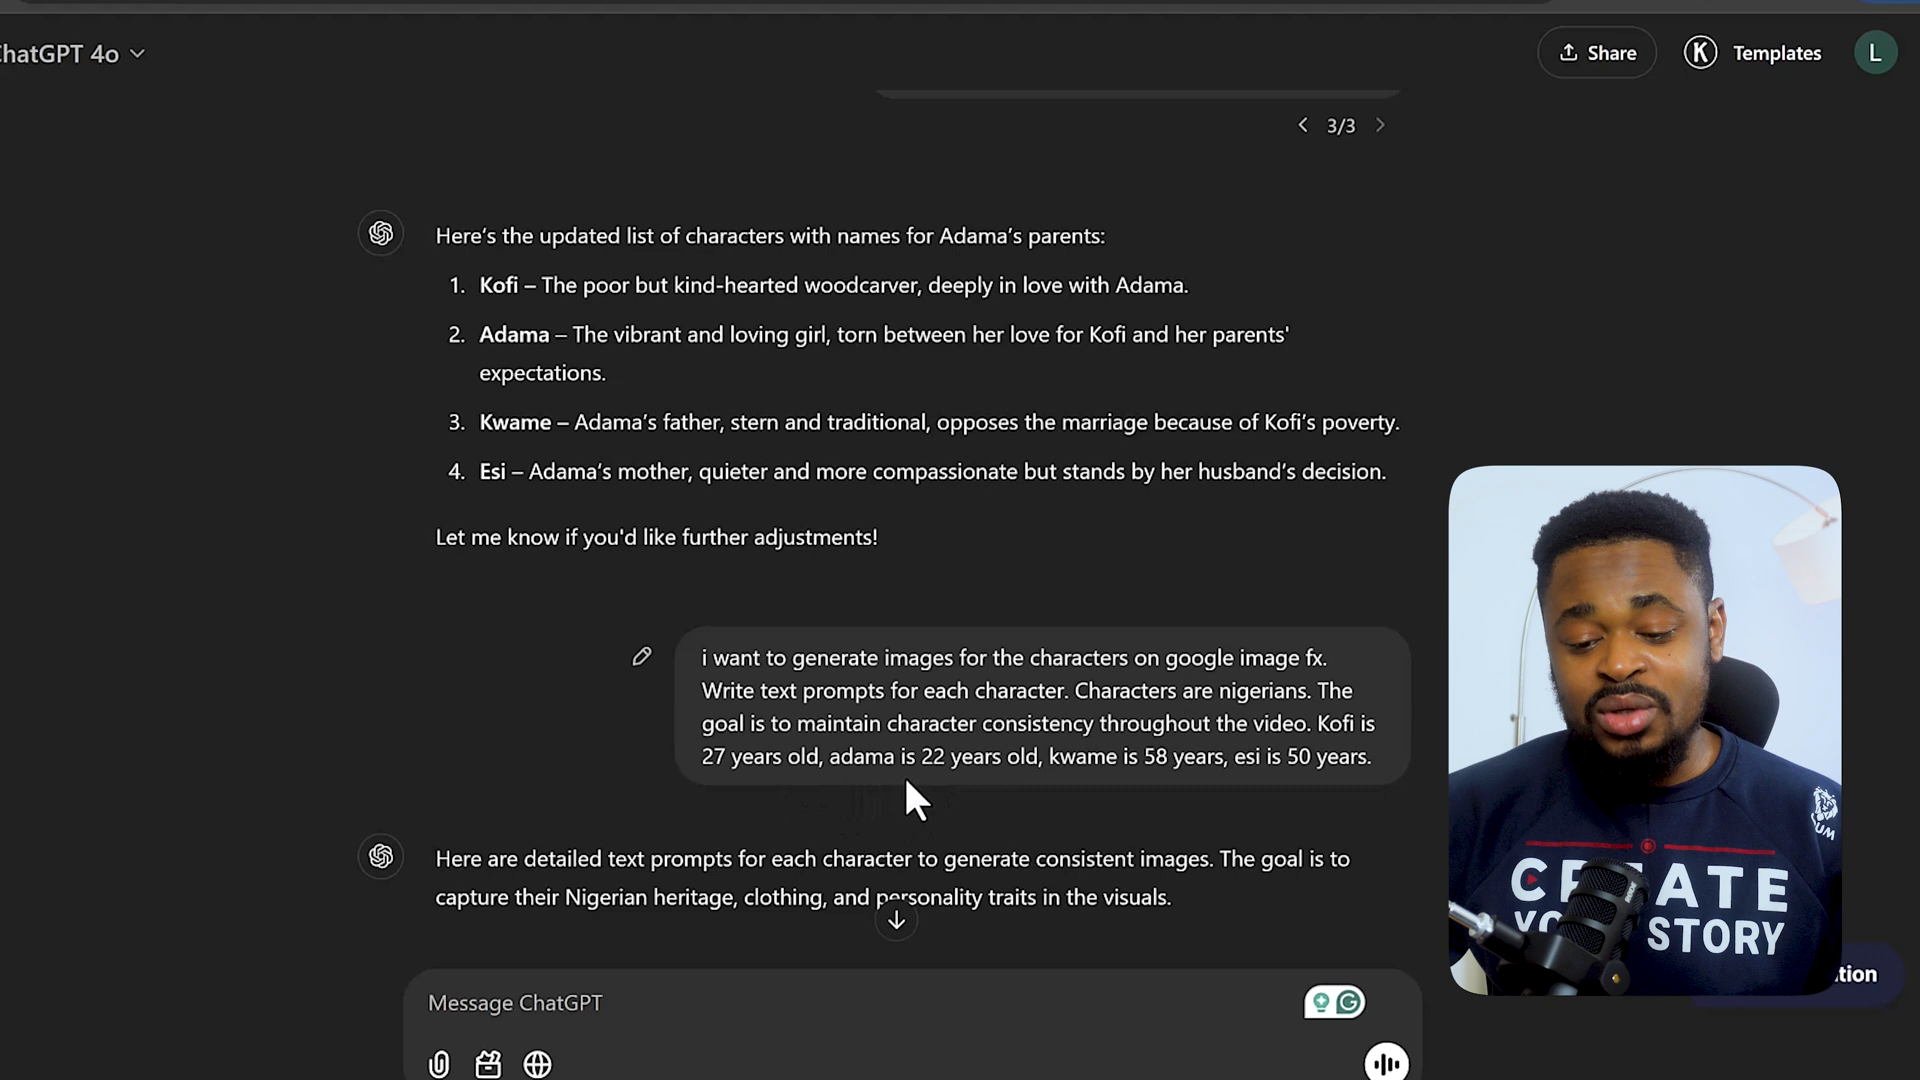 ChatGPT 4o
Share
K
Templates
L
3/3
Here's the updated list of characters with names for Adama's parents:
1. Kofi – The poor but kind-hearted woodcarver, deeply in love with Adama.
2. Adama – The vibrant and loving girl, torn between her love for Kofi and her parents'
expectations.
3. Kwame – Adama's father, stern and traditional, opposes the marriage because of Kofi's poverty.
4. Esi – Adama's mother, quieter and more compassionate but stands by her husband's decision.
Let me know if you'd like further adjustments!
i want to generate images for the characters on google image fx.
Write text prompts for each character. Characters are nigerians. The
goal is to maintain character consistency throughout the video. Kofi is
27 years old, adama is 22 years old, kwame is 58 years, esi is 50 years.
Here are detailed text prompts for each character to generate consistent images. The goal is to
capture their Nigerian heritage, clothing, and personality traits in the visuals.
Message ChatGPT
UM
CREATE
YO STORY
tion